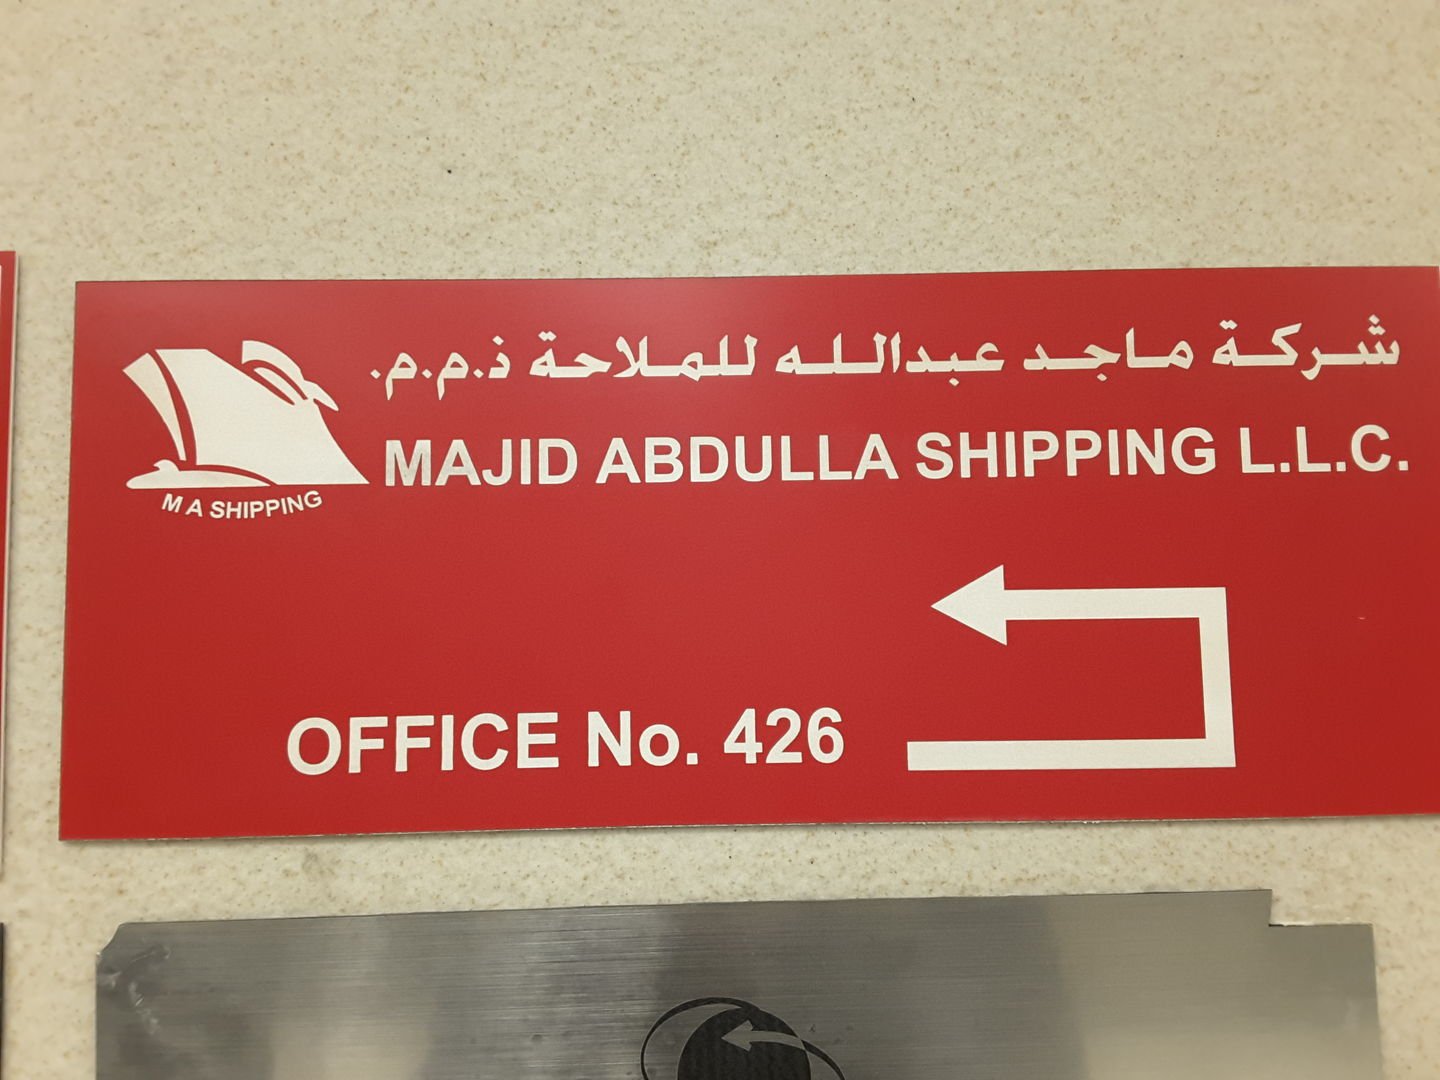 شركة ماجد عبدالله للملاحة ذ.م.م.
MAJID ABDULLA SHIPPING L.L.C.
M A SHIPPING
OFFICE No. 426